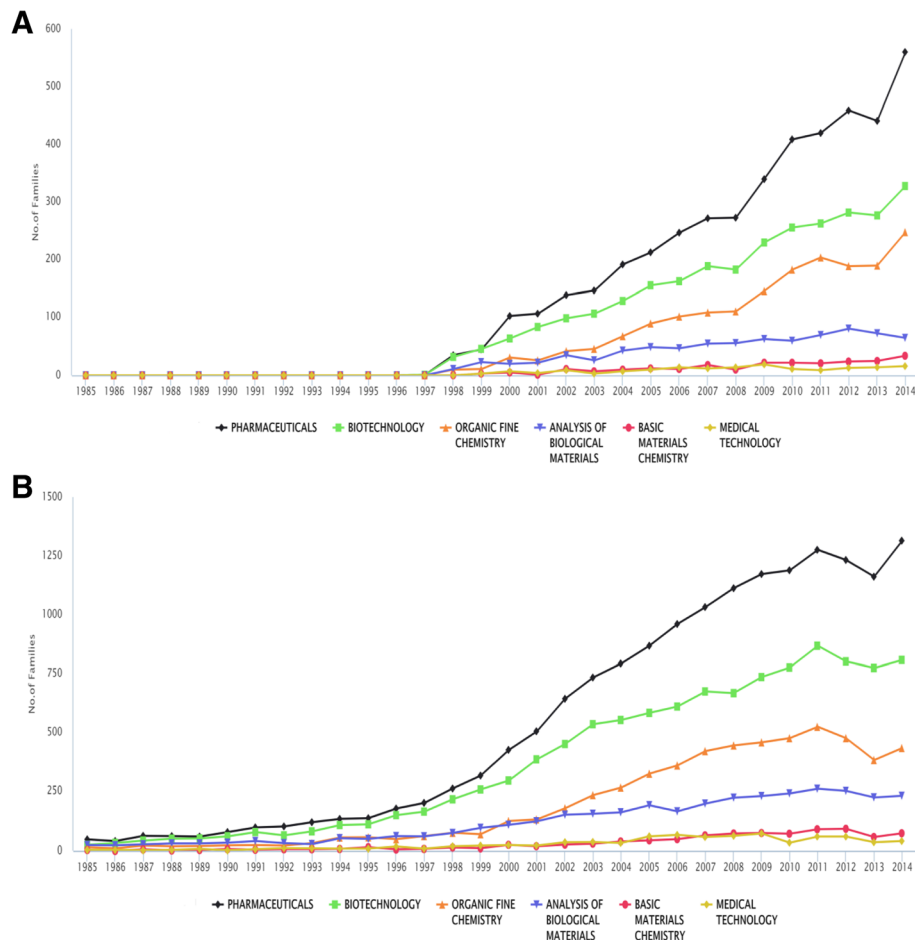 A
600
500
400
300
200
100
0
No.of Families
1985 1986 1987 1988 1989 1990 1991 1992 1993 1994 1995 1996 1997 1998 1999 2000 2001 2002 2003 2004 2005 2006 2007 2008 2009 2010 2011 2012 2013 2014
PHARMACEUTICALS BIOTECHNOLOGY ORGANIC FINE ANALYSIS OF BASIC MEDICAL
CHEMISTRY BIOLOGICAL MATERIALS TECHNOLOGY
MATERIALS CHEMISTRY
B
1500
1250
1000
750
500
250
0
No.of Families
1985 1986 1987 1988 1989 1990 1991 1992 1993 1994 1995 1996 1997 1998 1999 2000 2001 2002 2003 2004 2005 2006 2007 2008 2009 2010 2011 2012 2013 2014
PHARMACEUTICALS BIOTECHNOLOGY ORGANIC FINE ANALYSIS OF BASIC MEDICAL
CHEMISTRY BIOLOGICAL MATERIALS TECHNOLOGY
MATERIALS CHEMISTRY